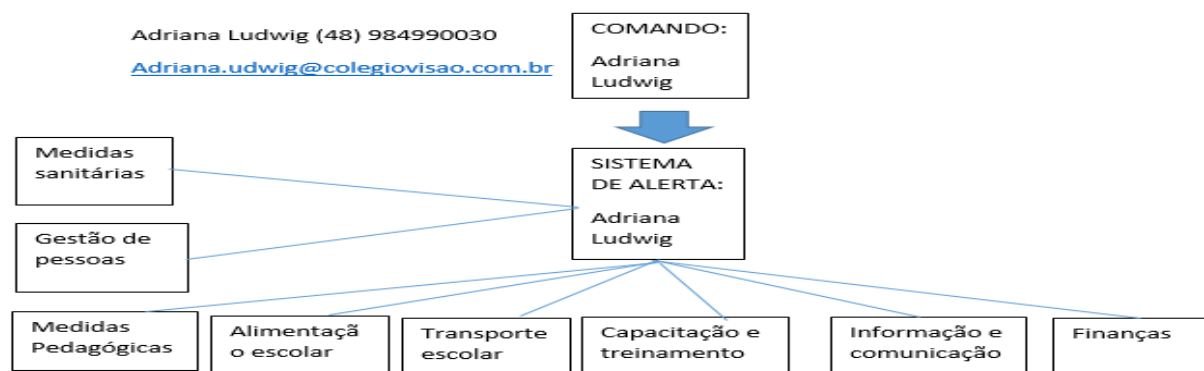 Adriana Ludwig (48) 984990030
Adriana.udwig@colegiovisao.com.br
COMANDO:
Adriana
Ludwig
Medidas
sanitárias
SISTEMA
DE ALERTA:
Adriana
Ludwig
Gestão de
pessoas
Medidas
Pedagógicas
Alimentaçã
o escolar
Transporte
escolar
Capacitação e
treinamento
Informação e
comunicação
Finanças